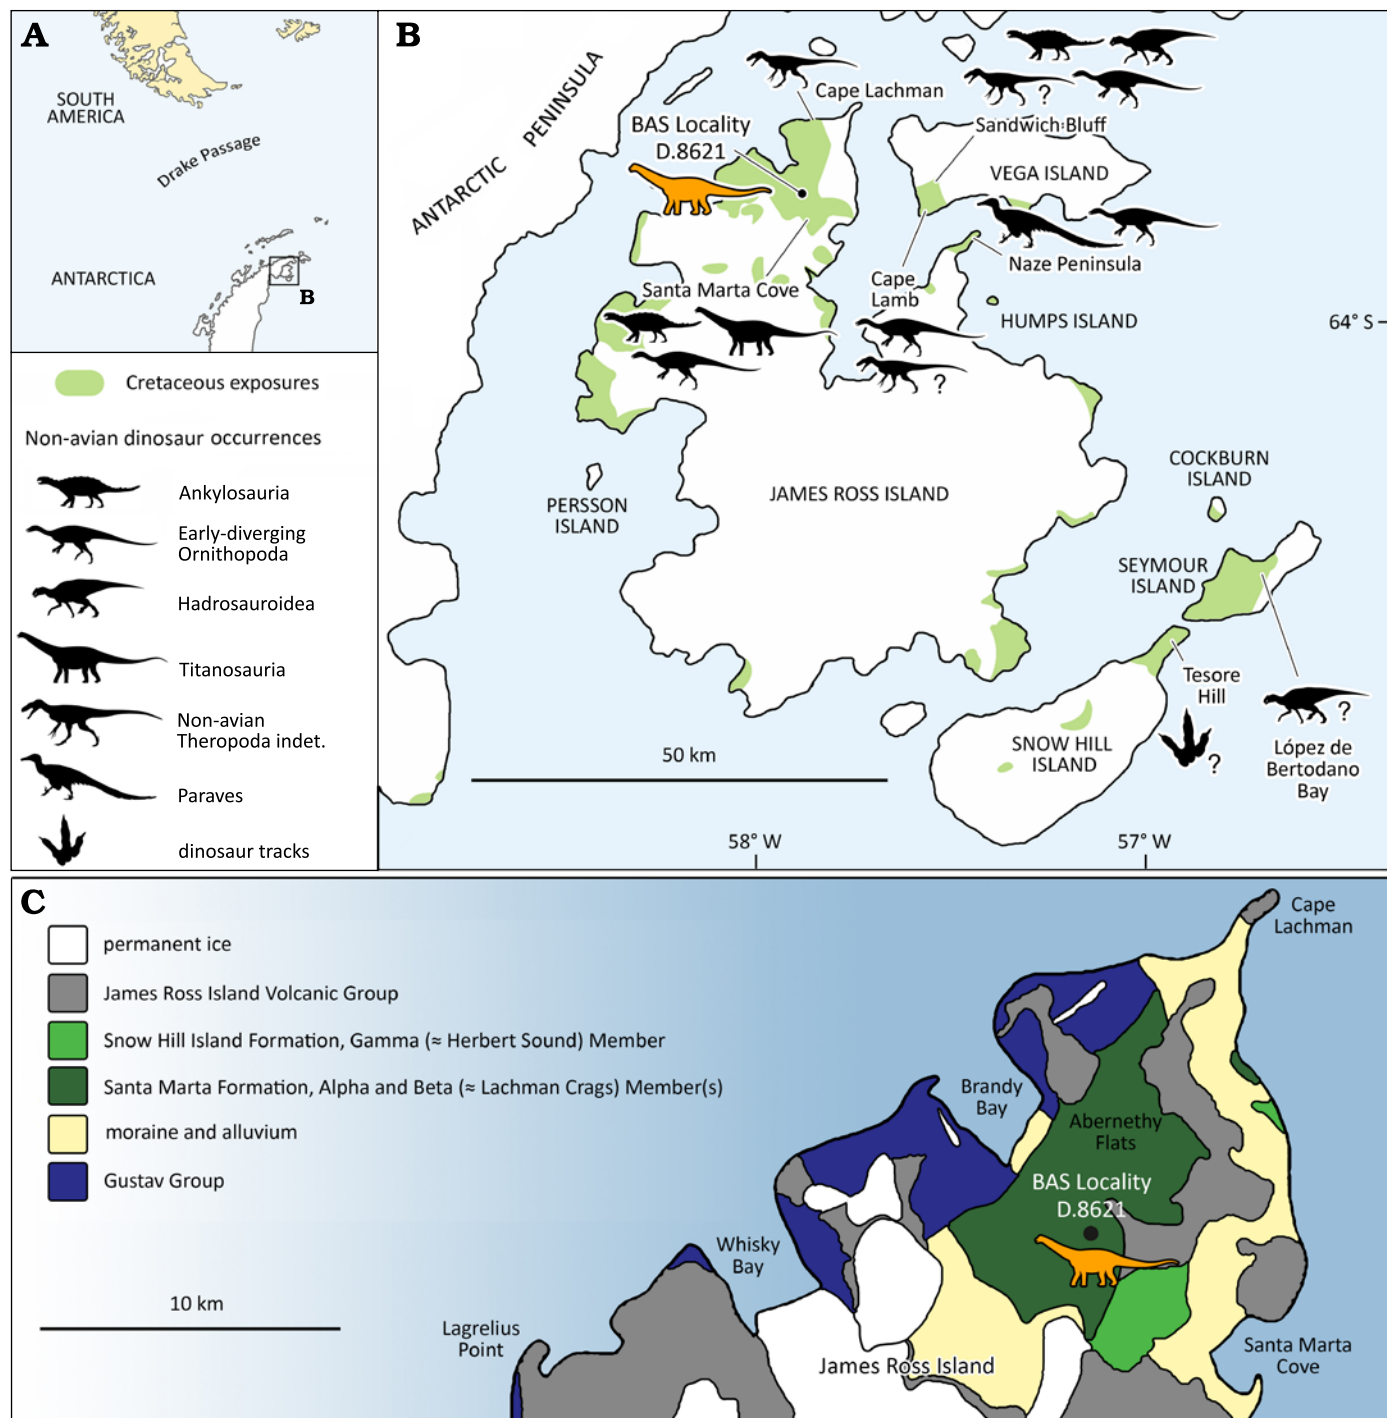 A
SOUTH
AMERICA
Drake Passage
ANTARCTICA
B
Cretaceous exposures
Non-avian dinosaur occurrences
Ankylosauria
Early-diverging
Ornithopoda
Hadrosauroidea
Titanosauria
Non-avian
Theropoda indet.
Paraves
dinosaur tracks
B
ANTARCTIC PENINSULA
Cape Lachman
BAS Locality
D.8621
?
Sandwich Bluff
VEGA ISLAND
Naze Peninsula
Cape
Lamb
Santa Marta Cove
HUMPS ISLAND
64° S
?
JAMES ROSS ISLAND
PERSSON
ISLAND
COCKBURN
ISLAND
SEYMOUR
ISLAND
Tesore
Hill
?
?
López de
Bertodano
Bay
SNOW HILL
ISLAND
50 km
58° W
57° W
C
permanent ice
James Ross Island Volcanic Group
Snow Hill Island Formation, Gamma (≈ Herbert Sound) Member
Santa Marta Formation, Alpha and Beta (≈ Lachman Crags) Member(s)
moraine and alluvium
Gustav Group
10 km
Cape
Lachman
Brandy
Bay
Abernethy
Flats
BAS Locality
D.8621
Whisky
Bay
Lagrelius
Point
James Ross Island
Santa Marta
Cove